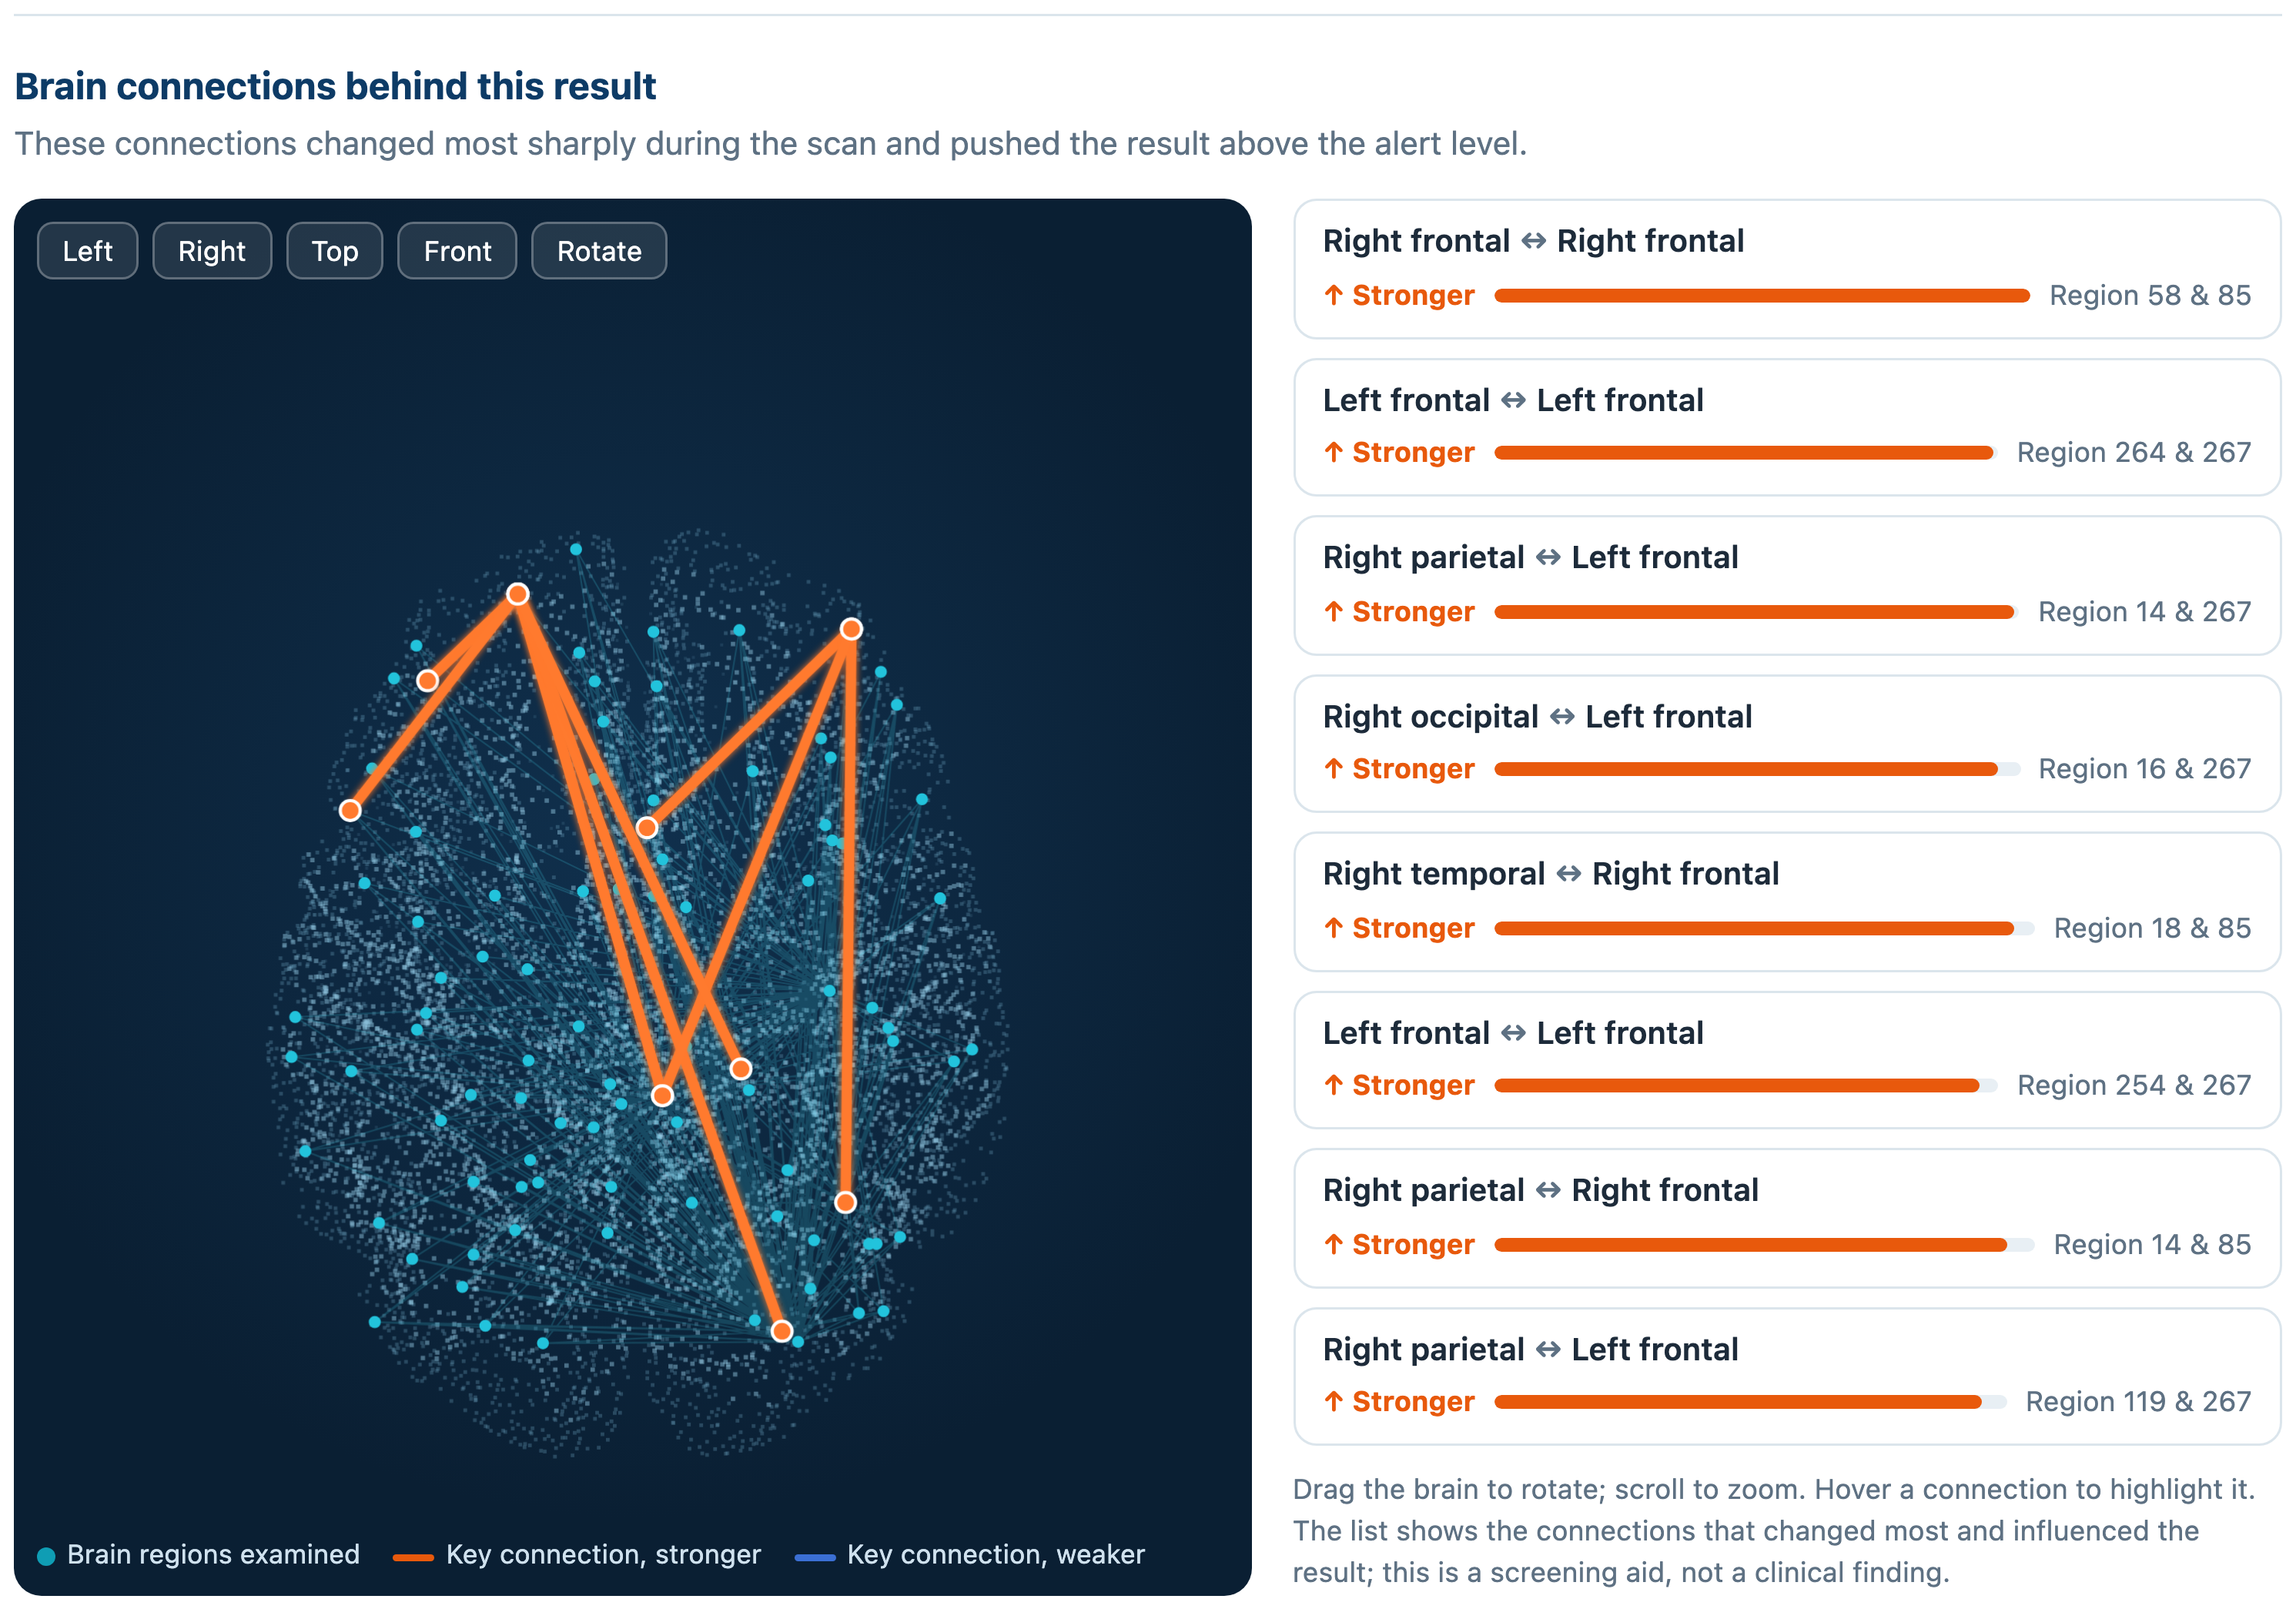 Brain connections behind this result
These connections changed most sharply during the scan and pushed the result above the alert level.
Left Right Top Front Rotate
Brain regions examined Key connection, stronger Key connection, weaker
Right frontal ↔ Right frontal
↑ Stronger Region 58 & 85
Left frontal ↔ Left frontal
↑ Stronger Region 264 & 267
Right parietal ↔ Left frontal
↑ Stronger Region 14 & 267
Right occipital ↔ Left frontal
↑ Stronger Region 16 & 267
Right temporal ↔ Right frontal
↑ Stronger Region 18 & 85
Left frontal ↔ Left frontal
↑ Stronger Region 254 & 267
Right parietal ↔ Right frontal
↑ Stronger Region 14 & 85
Right parietal ↔ Left frontal
↑ Stronger Region 119 & 267
Drag the brain to rotate; scroll to zoom. Hover a connection to highlight it.
The list shows the connections that changed most and influenced the
result; this is a screening aid, not a clinical finding.